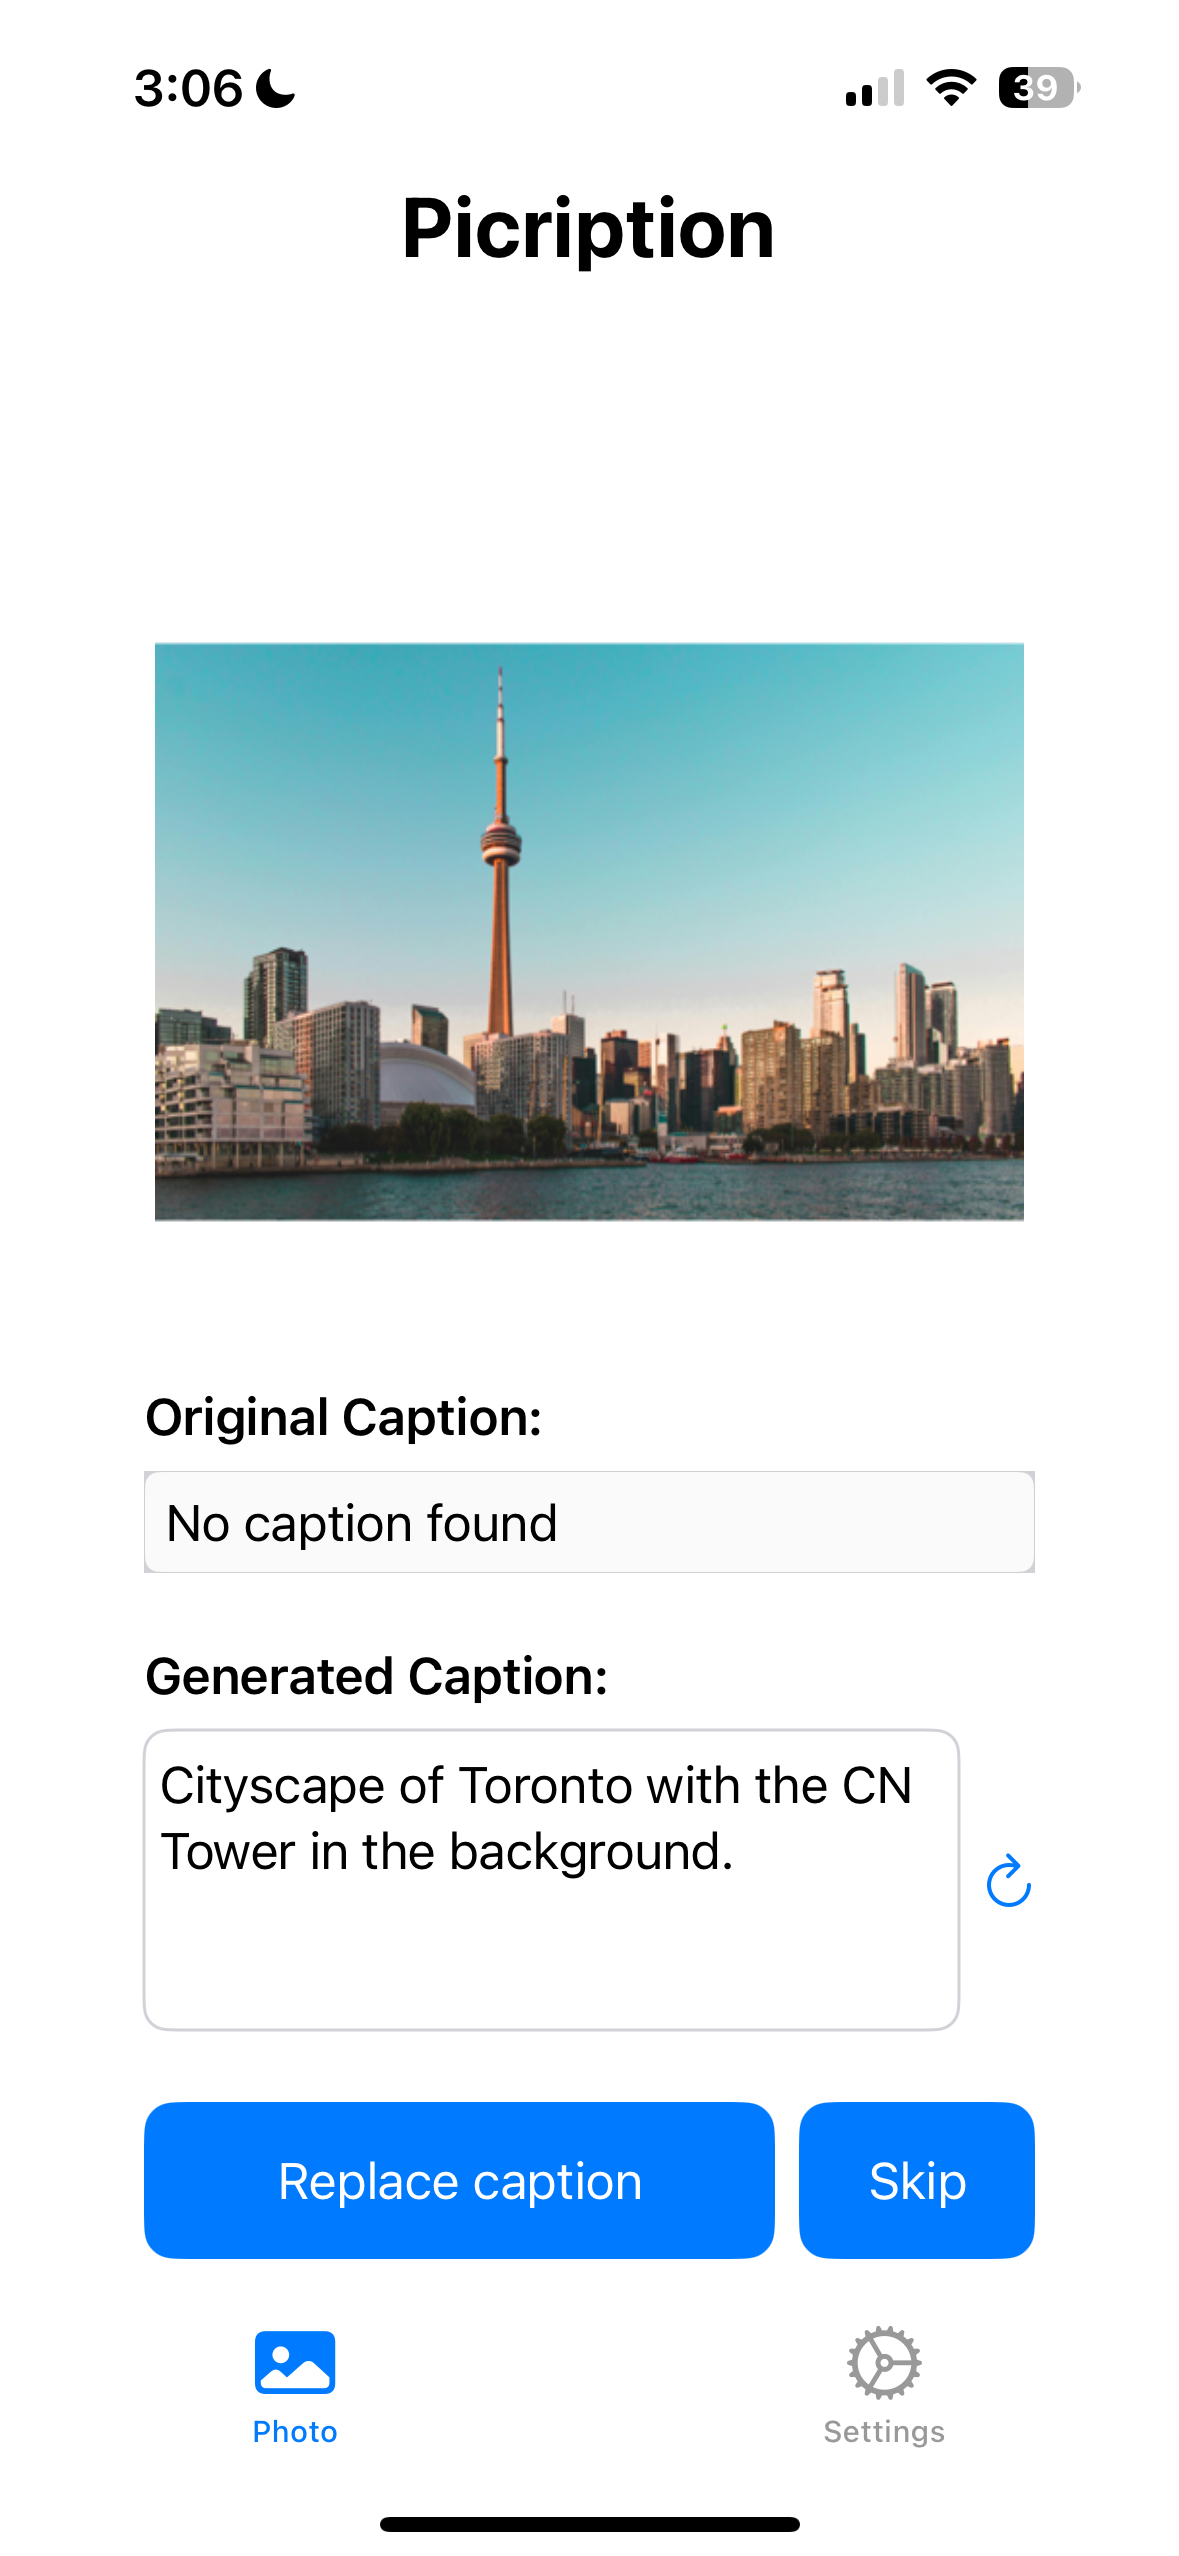 3:06
39
Picription
Original Caption:
No caption found
Generated Caption:
Cityscape of Toronto with the CN
Tower in the background.
Replace caption
Skip
Photo
Settings